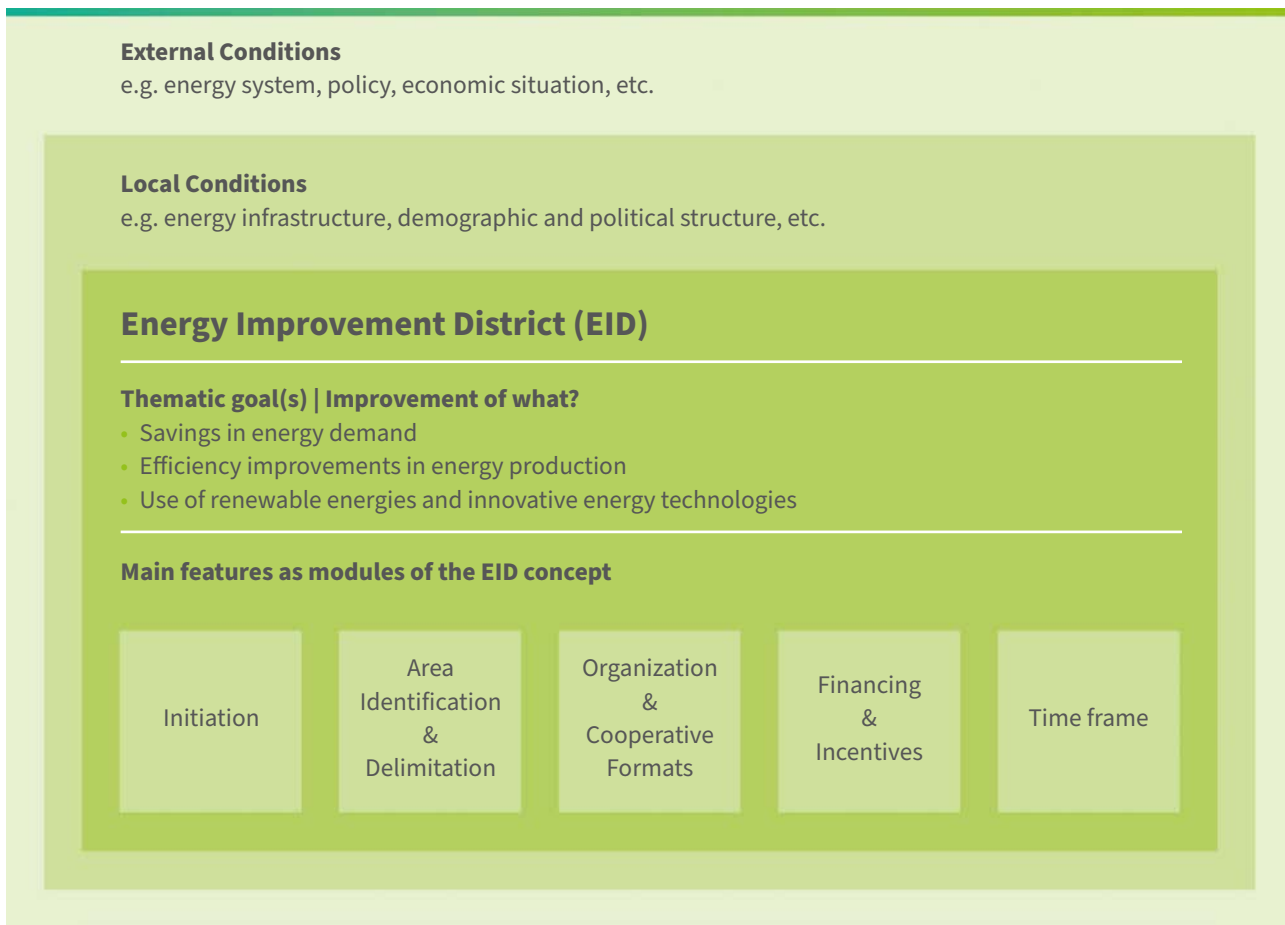 External Conditions
e.g. energy system, policy, economic situation, etc.
Local Conditions
e.g. energy infrastructure, demographic and political structure, etc.
Energy Improvement District (EID)
Thematic goal(s) | Improvement of what?
• Savings in energy demand
• Efficiency improvements in energy production
• Use of renewable energies and innovative energy technologies
Main features as modules of the EID concept
Initiation
Area
Identification
&
Delimitation
Organization
&
Cooperative
Formats
Financing
&
Incentives
Time frame